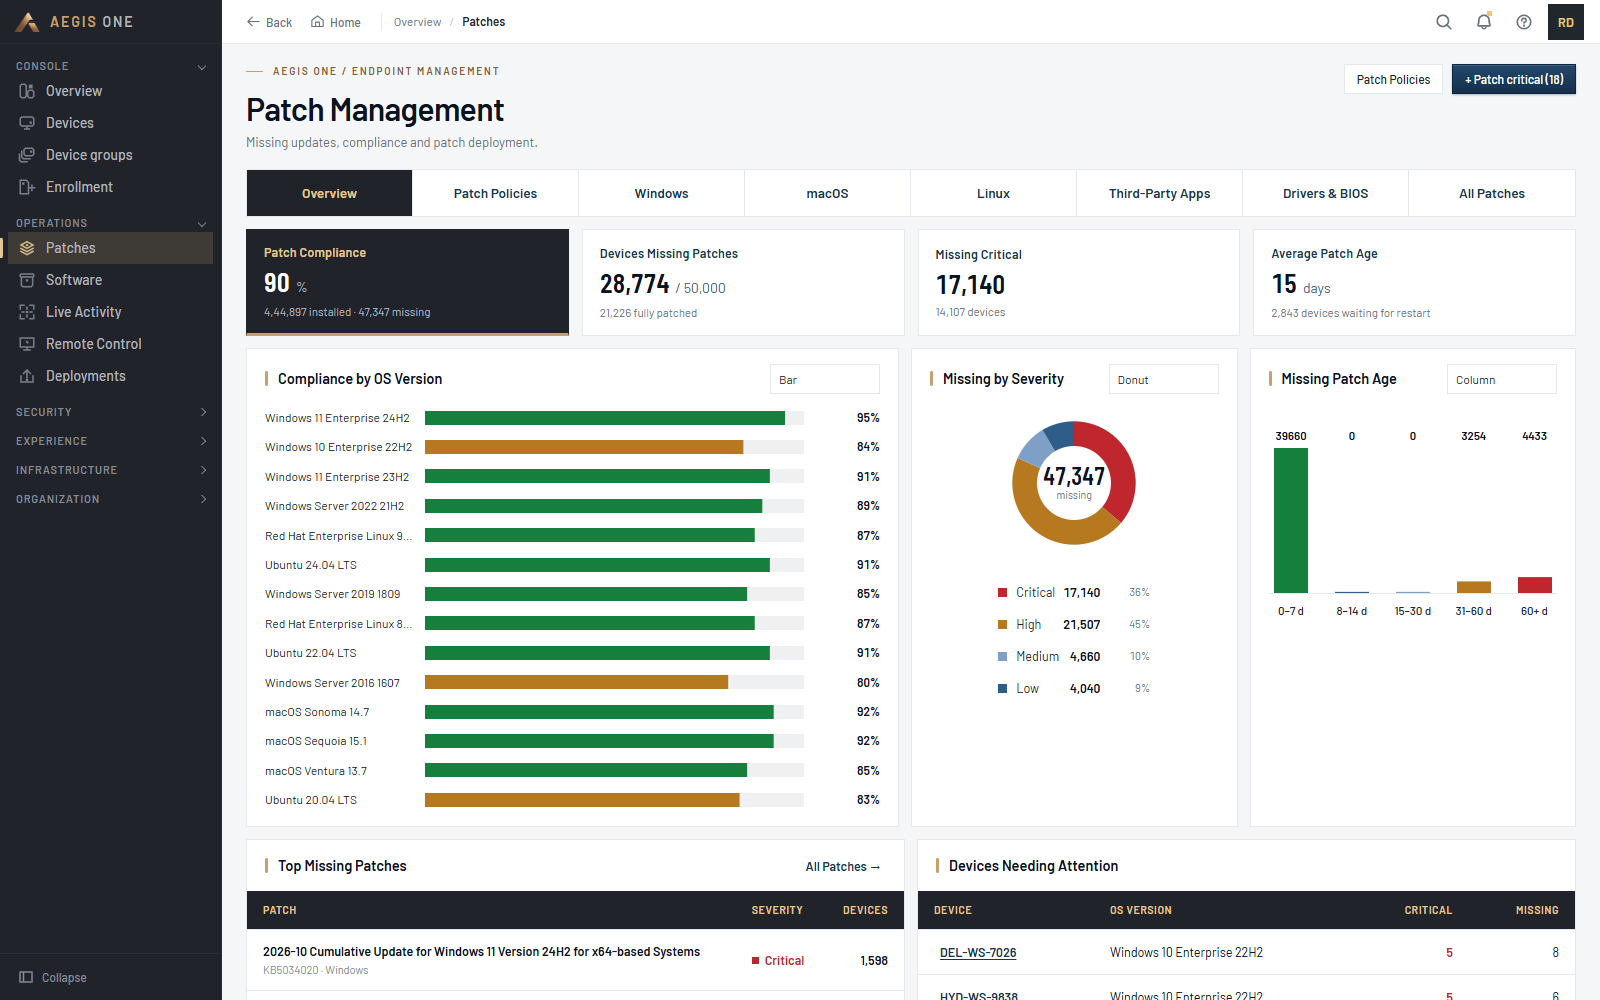 AEGIS ONE
CONSOLE
Overview
Devices
Device groups
Enrollment
OPERATIONS
Patches
Software
Live Activity
Remote Control
Deployments
SECURITY
EXPERIENCE
INFRASTRUCTURE
ORGANIZATION
Collapse
Back Home Overview / Patches RD
AEGIS ONE / ENDPOINT MANAGEMENT
Patch Management
Missing updates, compliance and patch deployment.
Patch Policies + Patch critical (18)
Overview Patch Policies Windows macOS Linux Third-Party Apps Drivers & BIOS All Patches
Patch Compliance
90 %
4,44,897 installed · 47,347 missing
Devices Missing Patches
28,774 / 50,000
21,226 fully patched
Missing Critical
17,140
14,107 devices
Average Patch Age
15 days
2,843 devices waiting for restart
Compliance by OS Version Bar
Windows 11 Enterprise 24H2 95%
Windows 10 Enterprise 22H2 84%
Windows 11 Enterprise 23H2 91%
Windows Server 2022 21H2 89%
Red Hat Enterprise Linux 9... 87%
Ubuntu 24.04 LTS 91%
Windows Server 2019 1809 85%
Red Hat Enterprise Linux 8... 87%
Ubuntu 22.04 LTS 91%
Windows Server 2016 1607 80%
macOS Sonoma 14.7 92%
macOS Sequoia 15.1 92%
macOS Ventura 13.7 85%
Ubuntu 20.04 LTS 83%
Missing by Severity Donut
47,347
missing
Critical 17,140 36%
High 21,507 45%
Medium 4,660 10%
Low 4,040 9%
Missing Patch Age Column
39660 0 0 3254 4433
0–7 d 8–14 d 15–30 d 31–60 d 60+ d
Top Missing Patches All Patches →
PATCH SEVERITY DEVICES
2026-10 Cumulative Update for Windows 11 Version 24H2 for x64-based Systems Critical 1,598
KB5034020 · Windows
Devices Needing Attention
DEVICE OS VERSION CRITICAL MISSING
DEL-WS-7026 Windows 10 Enterprise 22H2 5 8
HYD-WS-9838 Windows 10 Enterprise 22H2 5 6